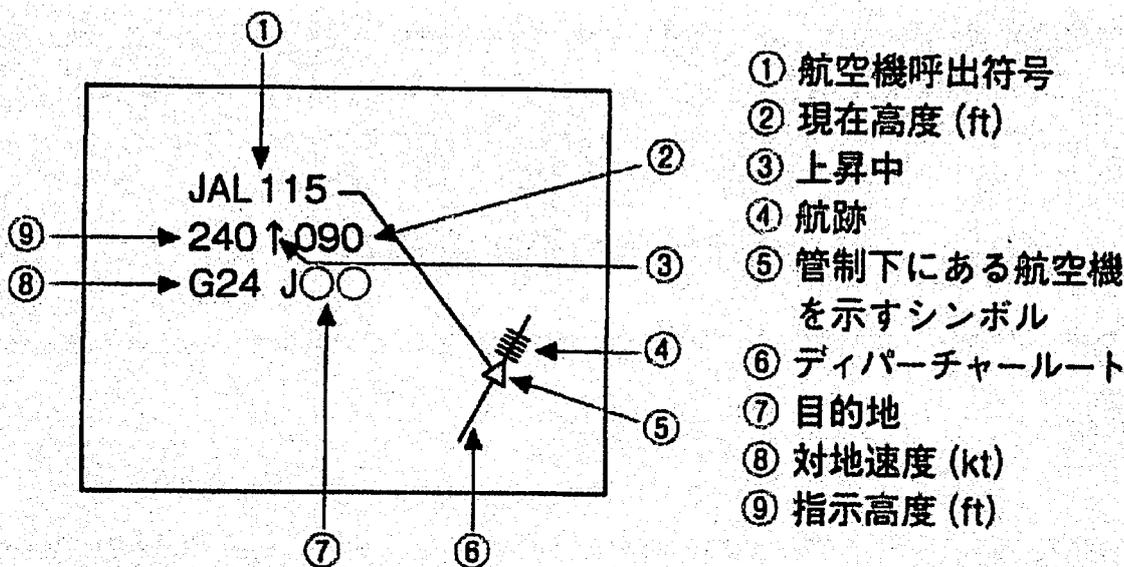 ①
JAL 115
②
⑨
240↑090
③
⑧
G24 J○○
④
⑤
⑦
⑥
① 航空機呼出符号
② 現在高度 (ft)
③ 上昇中
④ 航跡
⑤ 管制下にある航空機
を示すシンボル
⑥ ディパーチャールート
⑦ 目的地
⑧ 対地速度 (kt)
⑨ 指示高度 (ft)